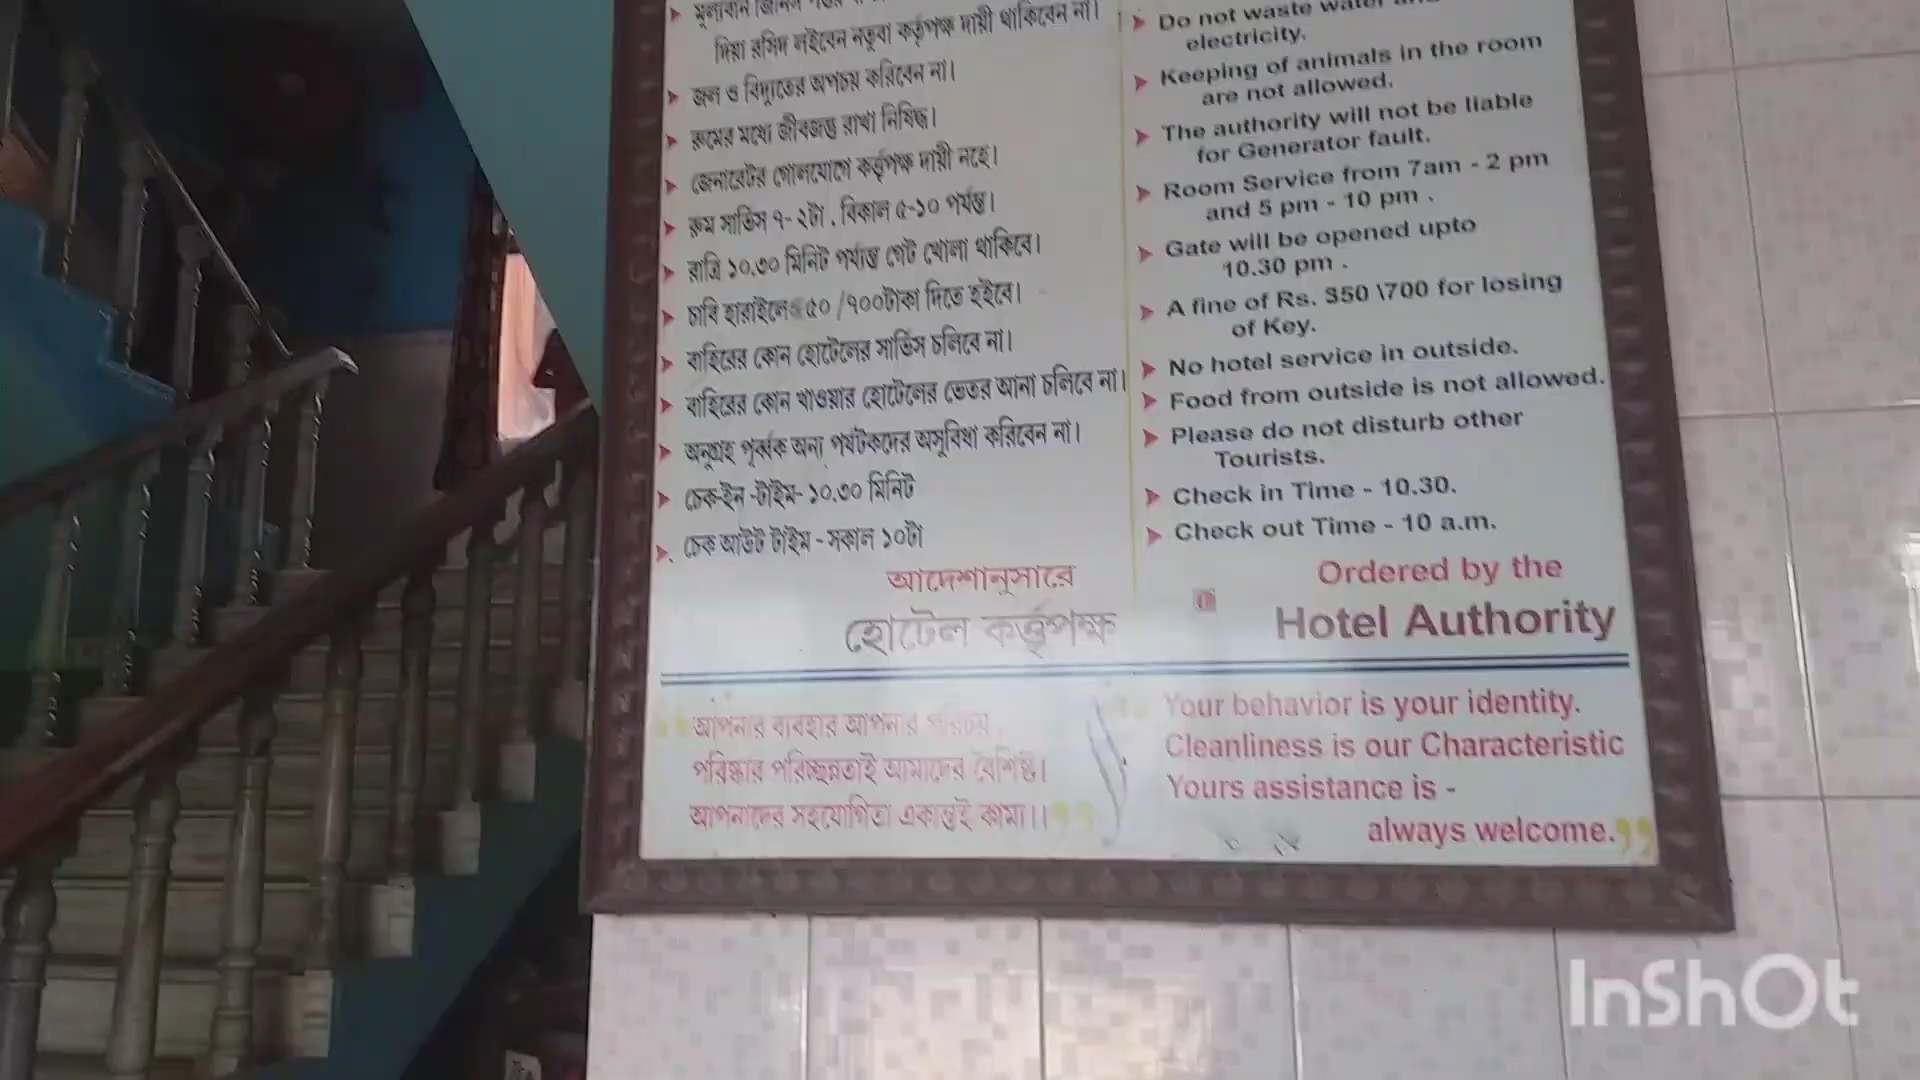 দিয়া রসিদ লইবেন নতুবা কর্তৃপক্ষ দায়ী থাকিবেন না।
জল ও বিদ্যুতের অপচয় করিবেন না।
রুমের মধ্যে জীবজন্তু রাখা নিষিদ্ধ।
জেনারেটর গোলযোগে কর্তৃপক্ষ দায়ী নহে।
রুম সার্ভিস ৭- ২টা . বিকাল ৫-১০ পর্যন্ত।
রাত্রি ১০.৩০ মিনিট পর্যন্ত গেট খোলা থাকিবে।
চাবি হারাইলে ৩৫০ /৭০০টাকা দিতে হইবে।
বাহিরের কোন হোটেলের সার্ভিস চলিবে না।
বাহিরের কোন খাওয়ার হোটেলের ভেতর আনা চলিবে না।
অনুগ্রহ পূর্ব্বক অন্য পর্যটকদের অসুবিধা করিবেন না।
চেক-ইন -টাইম- ১০.৩০ মিনিট
চেক আউট টাইম - সকাল ১০টা
আদেশানুসারে
হোটেল কর্তৃপক্ষ
Do not waste water and
electricity.
Keeping of animals in the room
are not allowed.
The authority will not be liable
for Generator fault.
Room Service from 7am - 2 pm
and 5 pm - 10 pm .
Gate will be opened upto
10.30 pm .
A fine of Rs. 350 \700 for losing
of Key.
No hotel service in outside.
Food from outside is not allowed.
Please do not disturb other
Tourists.
Check in Time - 10.30.
Check out Time - 10 a.m.
Ordered by the
Hotel Authority
“আপনার ব্যবহার আপনার পরিচয়
পরিষ্কার পরিচ্ছন্নতাই আমাদের বৈশিষ্ট।
আপনাদের সহযোগিতা একান্তই কাম্য।।”
“Your behavior is your identity.
Cleanliness is our Characteristic
Yours assistance is -
always welcome.”
InShOt